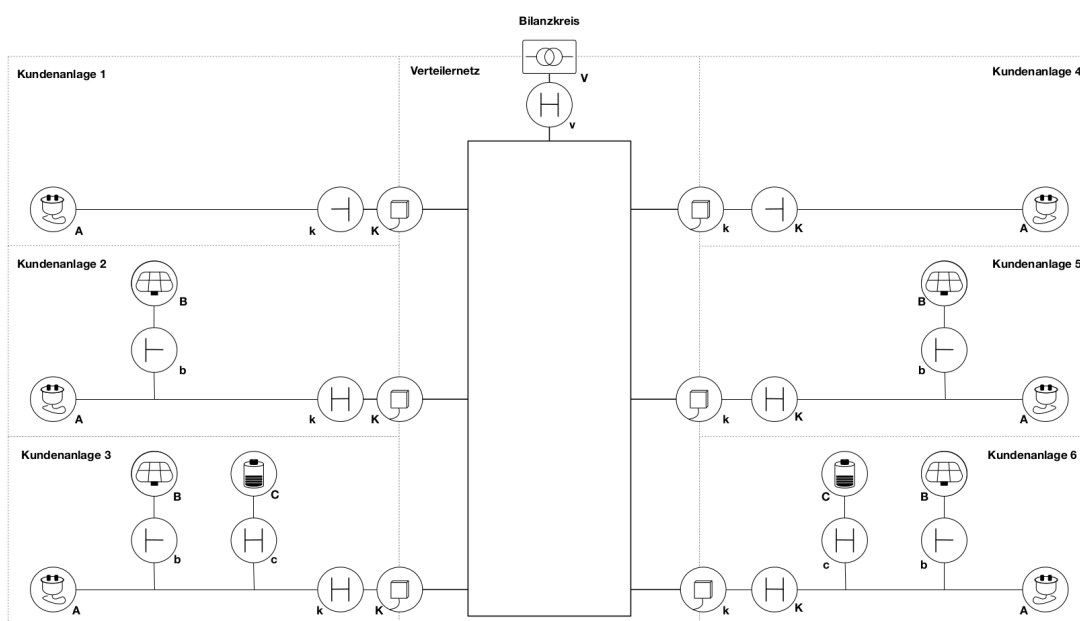 Bilanzkreis
Kundenanlage 1
Verteilernetz
V
Kundenanlage 4
v
A
k
K
k
K
A
Kundenanlage 2
Kundenanlage 5
B
B
b
b
A
k
K
k
K
A
Kundenanlage 3
Kundenanlage 6
B
C
C
B
b
c
c
b
A
k
K
k
K
A